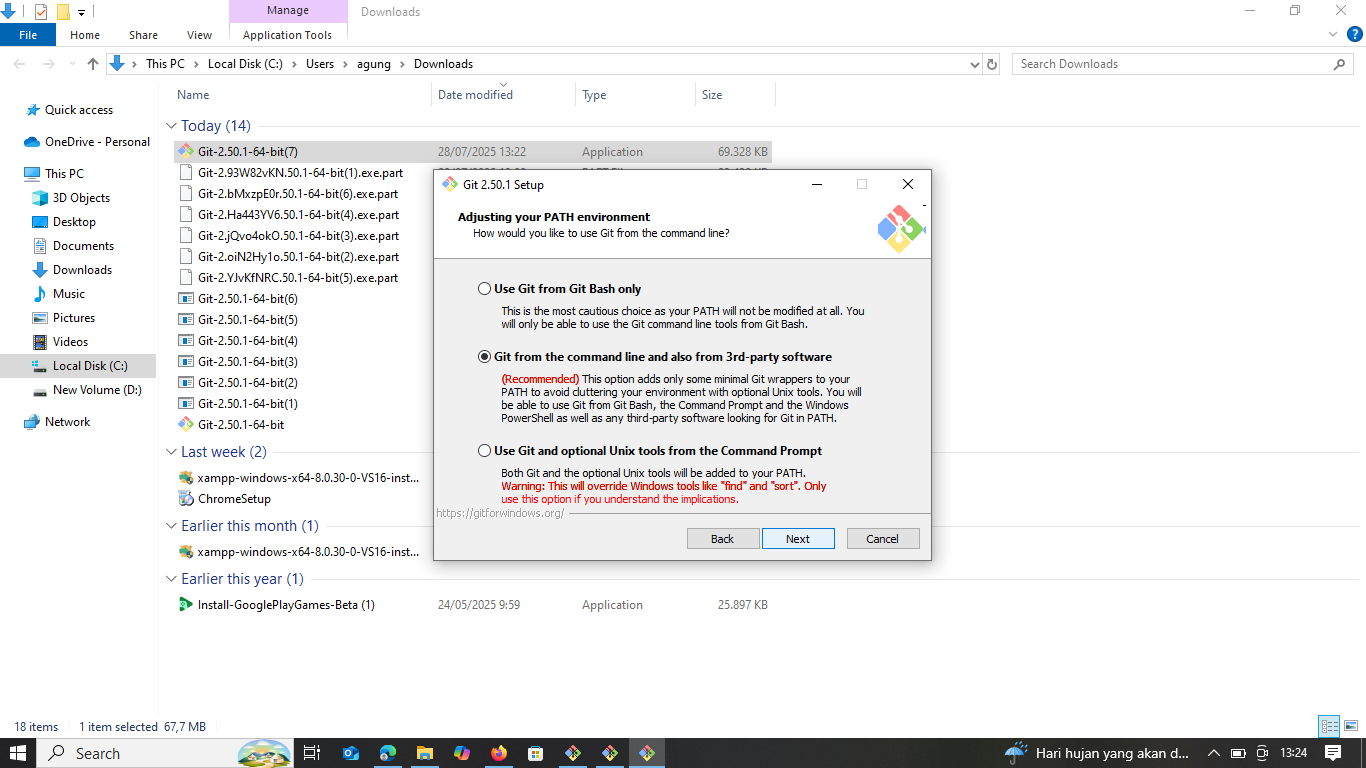 Manage
Downloads
File
Home
Share
View
Application Tools
This PC
Local Disk (C:)
Users
agung
Downloads
Search Downloads
Name
Date modified
Type
Size
Quick access
OneDrive - Personal
This PC
3D Objects
Desktop
Documents
Downloads
Music
Pictures
Videos
Local Disk (C:)
New Volume (D:)
Network
Today (14)
Git-2.50.1-64-bit(7) 28/07/2025 13:22 Application 69.328 KB
Git-2.93W82vKN.50.1-64-bit(1).exe.part
Git-2.bMxzpE0r.50.1-64-bit(6).exe.part
Git-2.Ha443YV6.50.1-64-bit(4).exe.part
Git-2.jQvo4okO.50.1-64-bit(3).exe.part
Git-2.oiN2Hy1o.50.1-64-bit(2).exe.part
Git-2.YJvKfNRC.50.1-64-bit(5).exe.part
Git-2.50.1-64-bit(6)
Git-2.50.1-64-bit(5)
Git-2.50.1-64-bit(4)
Git-2.50.1-64-bit(3)
Git-2.50.1-64-bit(2)
Git-2.50.1-64-bit(1)
Git-2.50.1-64-bit
Last week (2)
xampp-windows-x64-8.0.30-0-VS16-inst...
ChromeSetup
Earlier this month (1)
xampp-windows-x64-8.0.30-0-VS16-inst...
Earlier this year (1)
Install-GooglePlayGames-Beta (1) 24/05/2025 9:59 Application 25.897 KB
Git 2.50.1 Setup
Adjusting your PATH environment
How would you like to use Git from the command line?
Use Git from Git Bash only
This is the most cautious choice as your PATH will not be modified at all. You
will only be able to use the Git command line tools from Git Bash.
Git from the command line and also from 3rd-party software
(Recommended) This option adds only some minimal Git wrappers to your
PATH to avoid cluttering your environment with optional Unix tools. You will
be able to use Git from Git Bash, the Command Prompt and the Windows
PowerShell as well as any third-party software looking for Git in PATH.
Use Git and optional Unix tools from the Command Prompt
Both Git and the optional Unix tools will be added to your PATH.
Warning: This will override Windows tools like "find" and "sort". Only
use this option if you understand the implications.
https://gitforwindows.org/
Back
Next
Cancel
18 items 1 item selected 67,7 MB
Search
Hari hujan yang akan d...
13:24